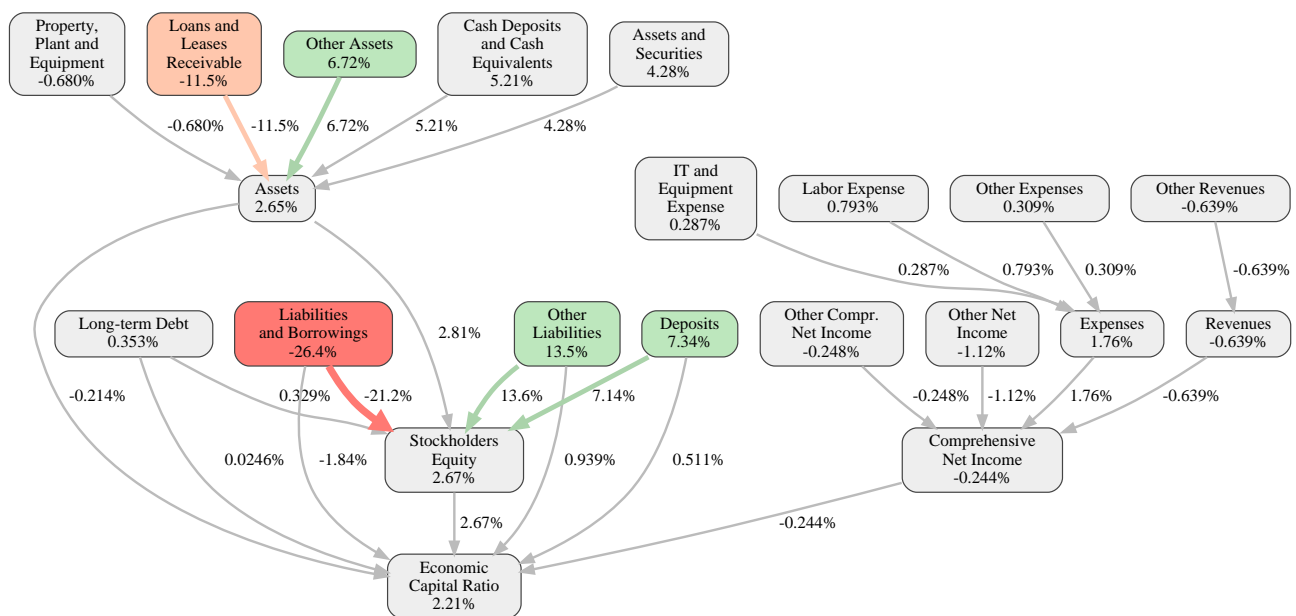 Property,
Plant and
Equipment
-0.680%
Loans and
Leases
Receivable
-11.5%
Other Assets
6.72%
Cash Deposits
and Cash
Equivalents
5.21%
Assets and
Securities
4.28%
-0.680%
-11.5%
6.72%
5.21%
4.28%
Assets
2.65%
IT and
Equipment
Expense
0.287%
Labor Expense
0.793%
Other Expenses
0.309%
Other Revenues
-0.639%
0.287%
0.793%
0.309%
-0.639%
Long-term Debt
0.353%
Liabilities
and Borrowings
-26.4%
2.81%
Other
Liabilities
13.5%
Deposits
7.34%
Other Compr.
Net Income
-0.248%
Other Net
Income
-1.12%
Expenses
1.76%
Revenues
-0.639%
-0.214%
0.329%
-21.2%
13.6%
7.14%
-0.248%
-1.12%
1.76%
-0.639%
Stockholders
Equity
2.67%
Comprehensive
Net Income
-0.244%
0.0246%
-1.84%
0.939%
0.511%
2.67%
-0.244%
Economic
Capital Ratio
2.21%